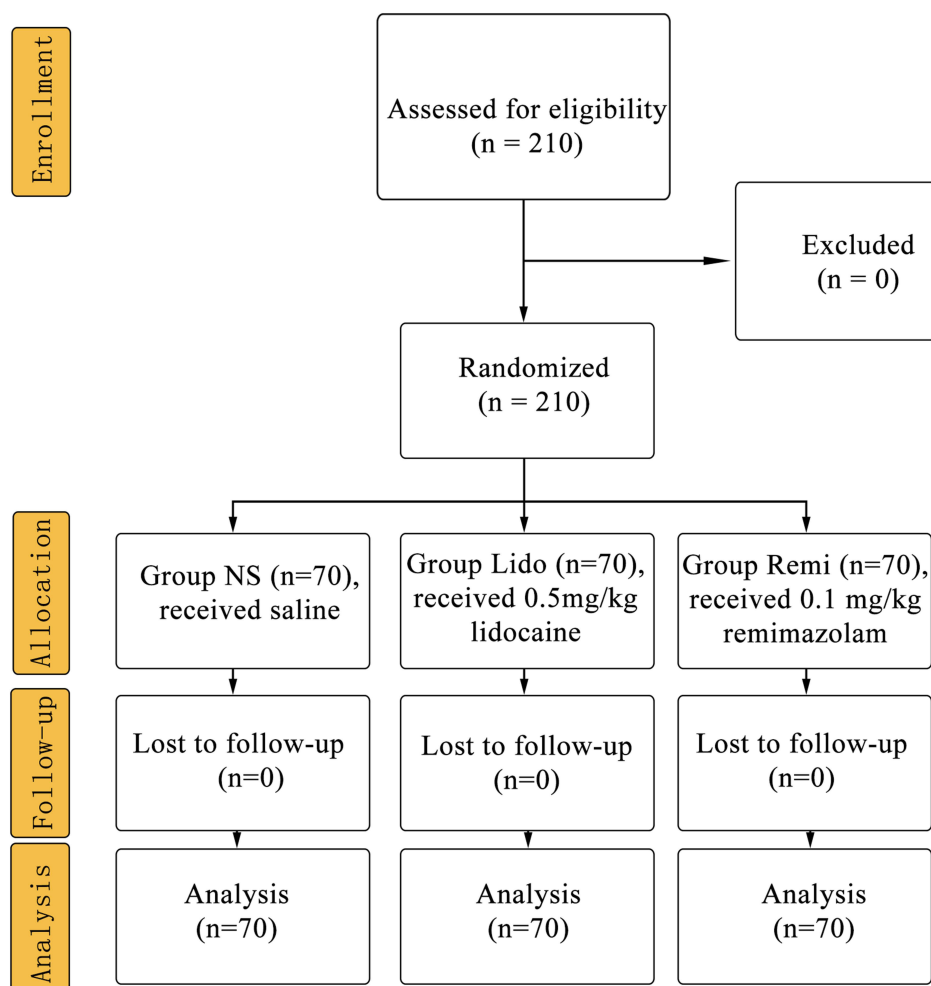 Enrollment
Assessed for eligibility
(n = 210)
Excluded
(n = 0)
Randomized
(n = 210)
Allocation
Group NS (n=70),
received saline
Group Lido (n=70),
received 0.5mg/kg
lidocaine
Group Remi (n=70),
received 0.1 mg/kg
remimazolam
Follow-up
Lost to follow-up
(n=0)
Lost to follow-up
(n=0)
Lost to follow-up
(n=0)
Analysis
Analysis
(n=70)
Analysis
(n=70)
Analysis
(n=70)